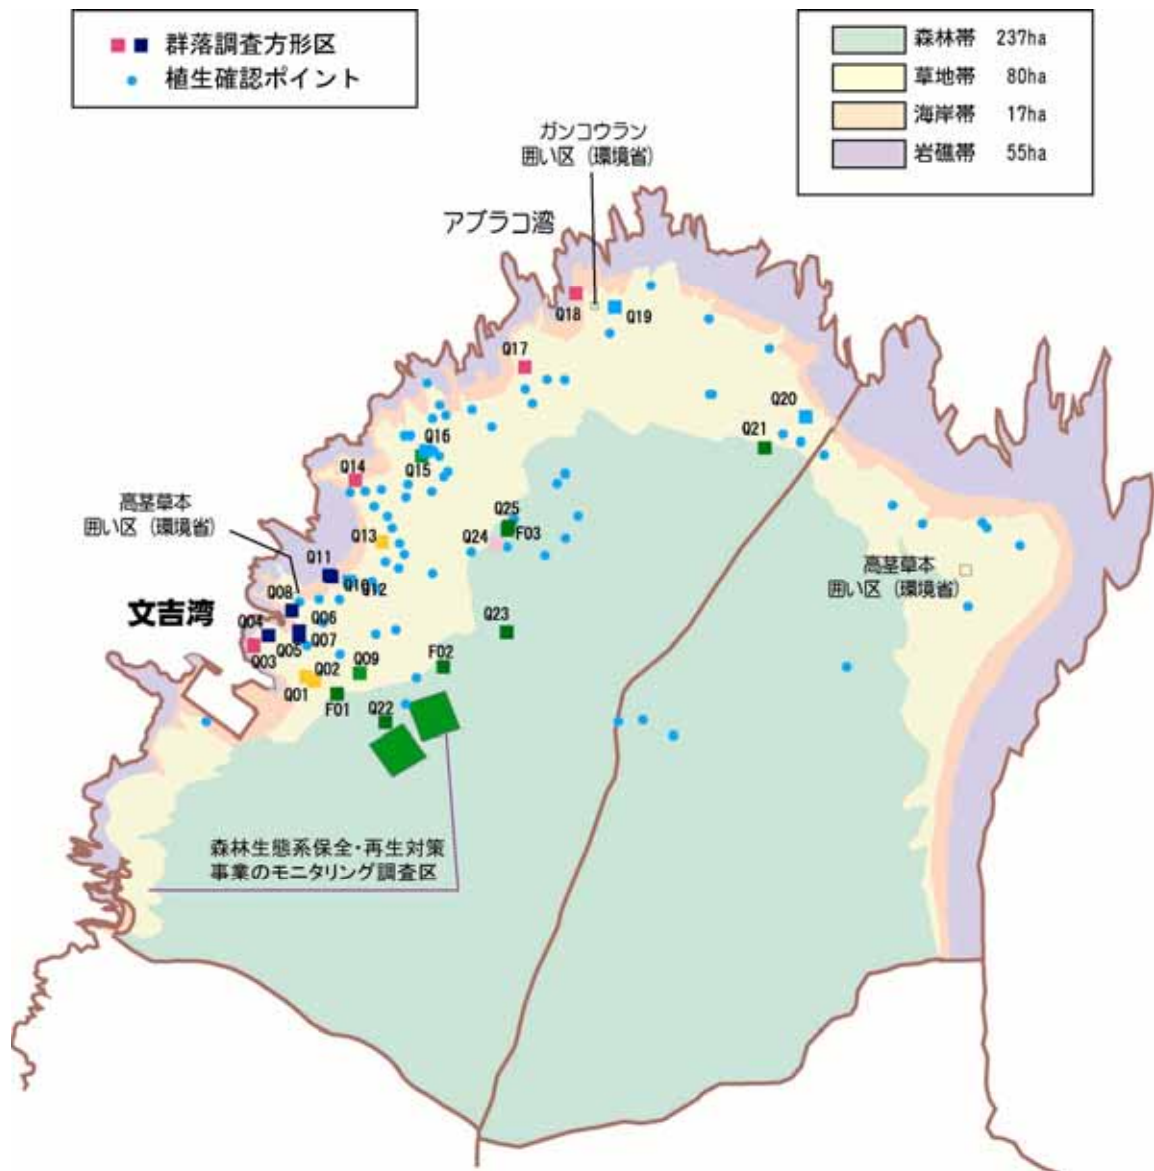 群落調査方形区
植生確認ポイント
森林帯 237ha
草地帯 80ha
海岸帯 17ha
岩礁帯 55ha
ガンコウラン
囲い区（環境省）
アブラコ湾
Q18
Q19
Q17
Q20
Q21
Q16
Q15
Q14
高茎草本
囲い区（環境省）
Q25
F03
Q24
Q13
Q11
Q10
Q12
高茎草本
囲い区（環境省）
Q08
文吉湾
Q04
Q06
Q07
Q05
Q03
Q23
Q02
Q09
F02
Q01
F01
Q22
森林生態系保全・再生対策
事業のモニタリング調査区